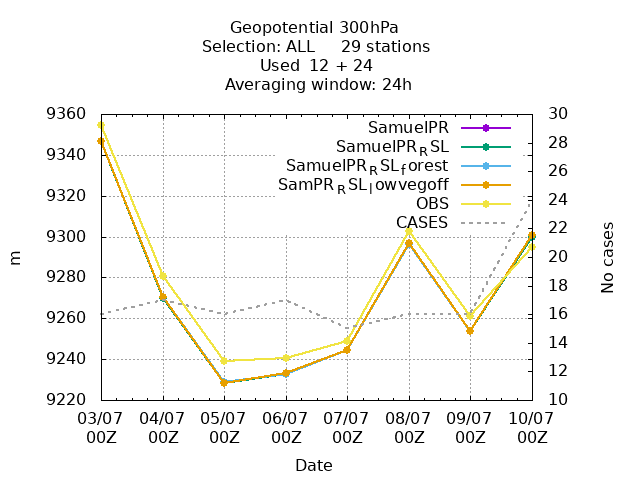 Geopotential 300hPa
Selection: ALL 29 stations
Used 12 + 24
Averaging window: 24h
SamuelPR
SamuelPR_RSL
SamuelPR_RSL_forest
SamPR_RSL_lowvegoff
OBS
CASES
9360
9340
9320
9300
9280
9260
9240
9220
m
30
28
26
24
22
20
18
16
14
12
10
No cases
03/07 04/07 05/07 06/07 07/07 08/07 09/07 10/07
00Z 00Z 00Z 00Z 00Z 00Z 00Z 00Z
Date